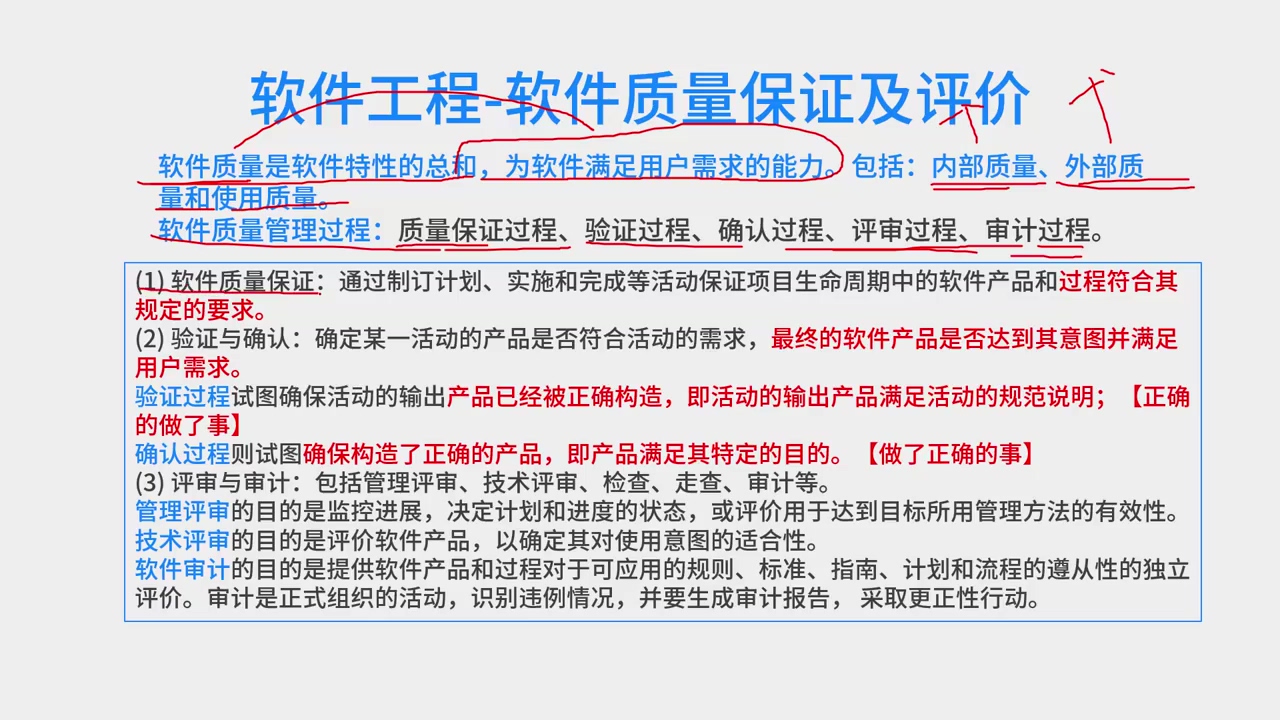 软件工程-软件质量保证及评价
软件质量是软件特性的总和，为软件满足用户需求的能力。包括：内部质量、外部质
量和使用质量。
软件质量管理过程：质量保证过程、验证过程、确认过程、评审过程、审计过程。
(1) 软件质量保证：通过制订计划、实施和完成等活动保证项目生命周期中的软件产品和过程符合其
规定的要求。
(2) 验证与确认：确定某一活动的产品是否符合活动的需求，最终的软件产品是否达到其意图并满足
用户需求。
验证过程试图确保活动的输出产品已经被正确构造，即活动的输出产品满足活动的规范说明；【正确
的做了事】
确认过程则试图确保构造了正确的产品，即产品满足其特定的目的。【做了正确的事】
(3) 评审与审计：包括管理评审、技术评审、检查、走查、审计等。
管理评审的目的是监控进展，决定计划和进度的状态，或评价用于达到目标所用管理方法的有效性。
技术评审的目的是评价软件产品，以确定其对使用意图的适合性。
软件审计的目的是提供软件产品和过程对于可应用的规则、标准、指南、计划和流程的遵从性的独立
评价。审计是正式组织的活动，识别违例情况，并要生成审计报告， 采取更正性行动。